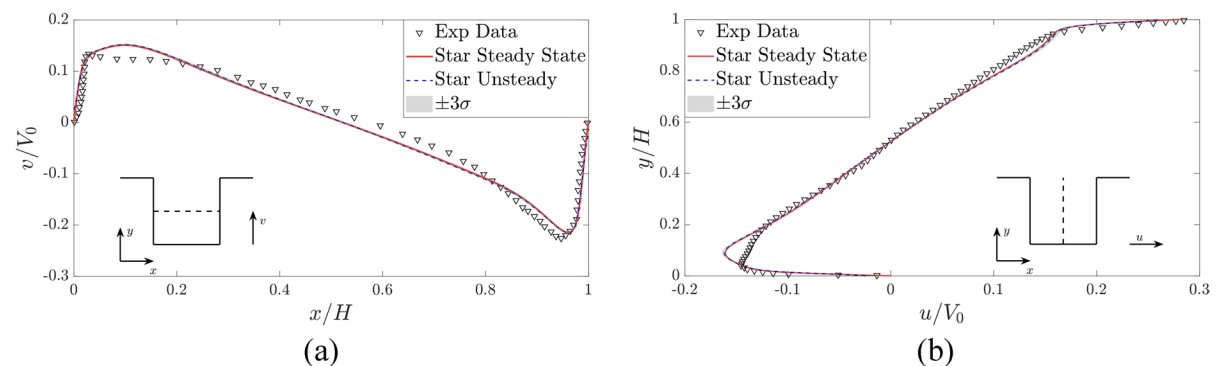 0.2
0.1
0
-0.1
-0.2
-0.3
v/V₀
0 0.2 0.4 0.6 0.8 1
x/H
Exp Data
Star Steady State
Star Unsteady
±3σ
y
x
v
(a)
1
0.8
0.6
0.4
0.2
0
y/H
-0.2 -0.1 0 0.1 0.2 0.3
u/V₀
Exp Data
Star Steady State
Star Unsteady
±3σ
y
x
u
(b)